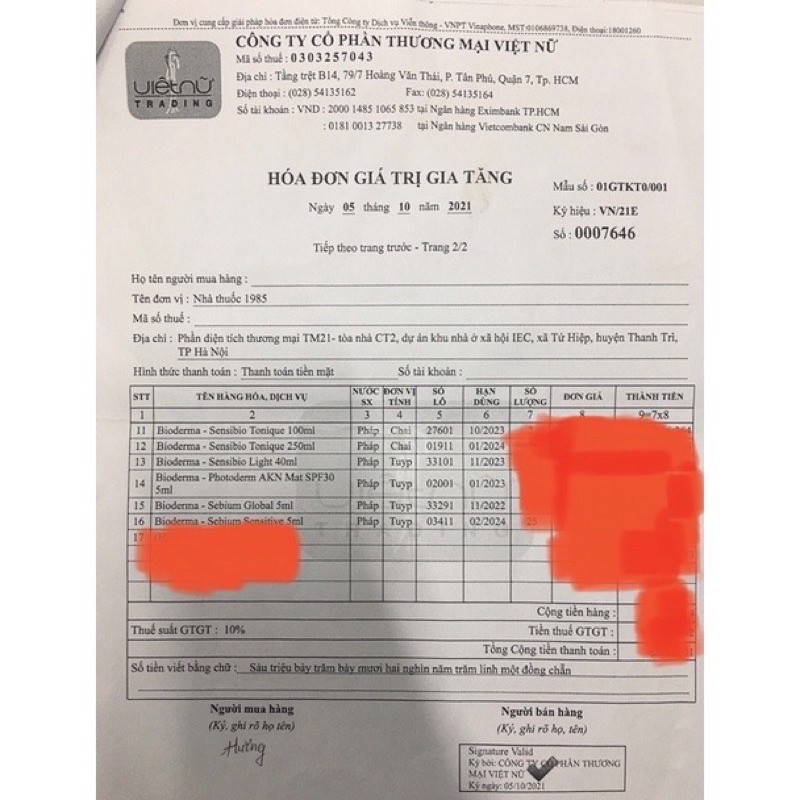 Đơn vị cung cấp giải pháp hóa đơn điện tử: Tổng Công ty Dịch vụ Viễn thông - VNPT Vinaphone, MST:0106869738, Điện thoại:18001260
việtnữ
TRADING
CÔNG TY CỔ PHẦN THƯƠNG MẠI VIỆT NỮ
Mã số thuế : 0303257043
Địa chỉ : Tầng trệt B14, 79/7 Hoàng Văn Thái, P. Tân Phú, Quận 7, Tp. HCM
Điện thoại : (028) 54135162 Fax: (028) 54135164
Số tài khoản : VND : 2000 1485 1065 853 tại Ngân hàng Eximbank TP.HCM
: 0181 0013 27738 tại Ngân hàng Vietcombank CN Nam Sài Gòn
HÓA ĐƠN GIÁ TRỊ GIA TĂNG
Mẫu số : 01GTKT0/001
Ngày 05 tháng 10 năm 2021
Ký hiệu : VN/21E
Số : 0007646
Tiếp theo trang trước - Trang 2/2
Họ tên người mua hàng :
Tên đơn vị : Nhà thuốc 1985
Mã số thuế :
Địa chỉ : Phần diện tích thương mại TM21- tòa nhà CT2, dự án khu nhà ở xã hội IEC, xã Tứ Hiệp, huyện Thanh Trì,
TP Hà Nội
Hình thức thanh toán : Thanh toán tiền mặt Số tài khoản :
STT TÊN HÀNG HÓA, DỊCH VỤ NƯỚC SX ĐƠN VỊ TÍNH SỐ LÔ HẠN DÙNG SỐ LƯỢNG ĐƠN GIÁ THÀNH TIỀN
1 2 3 4 5 6 7 8 9=7x8
11 Bioderma - Sensibio Tonique 100ml Pháp Chai 27601 10/2023
12 Bioderma - Sensibio Tonique 250ml Pháp Chai 01911 01/2024
13 Bioderma - Sensibio Light 40ml Pháp Tuyp 33101 11/2023
14 Bioderma - Photoderm AKN Mat SPF30 5ml Pháp Tuyp 02001 01/2023
15 Bioderma - Sebium Global 5ml Pháp Tuyp 33291 11/2022
16 Bioderma - Sebium Sensitive 5ml Pháp Tuyp 03411 02/2024 25
17
Cộng tiền hàng :
Thuế suất GTGT : 10% Tiền thuế GTGT :
Tổng Cộng tiền thanh toán :
Số tiền viết bằng chữ : Sáu triệu bảy trăm bảy mươi hai nghìn năm trăm linh một đồng chẵn
Người mua hàng Người bán hàng
(Ký, ghi rõ họ tên) (Ký, ghi rõ họ, tên)
Hương
Signature Valid
Ký bởi: CÔNG TY CỔ PHẦN THƯƠNG
MẠI VIỆT NỮ
Ký ngày: 05/10/2021